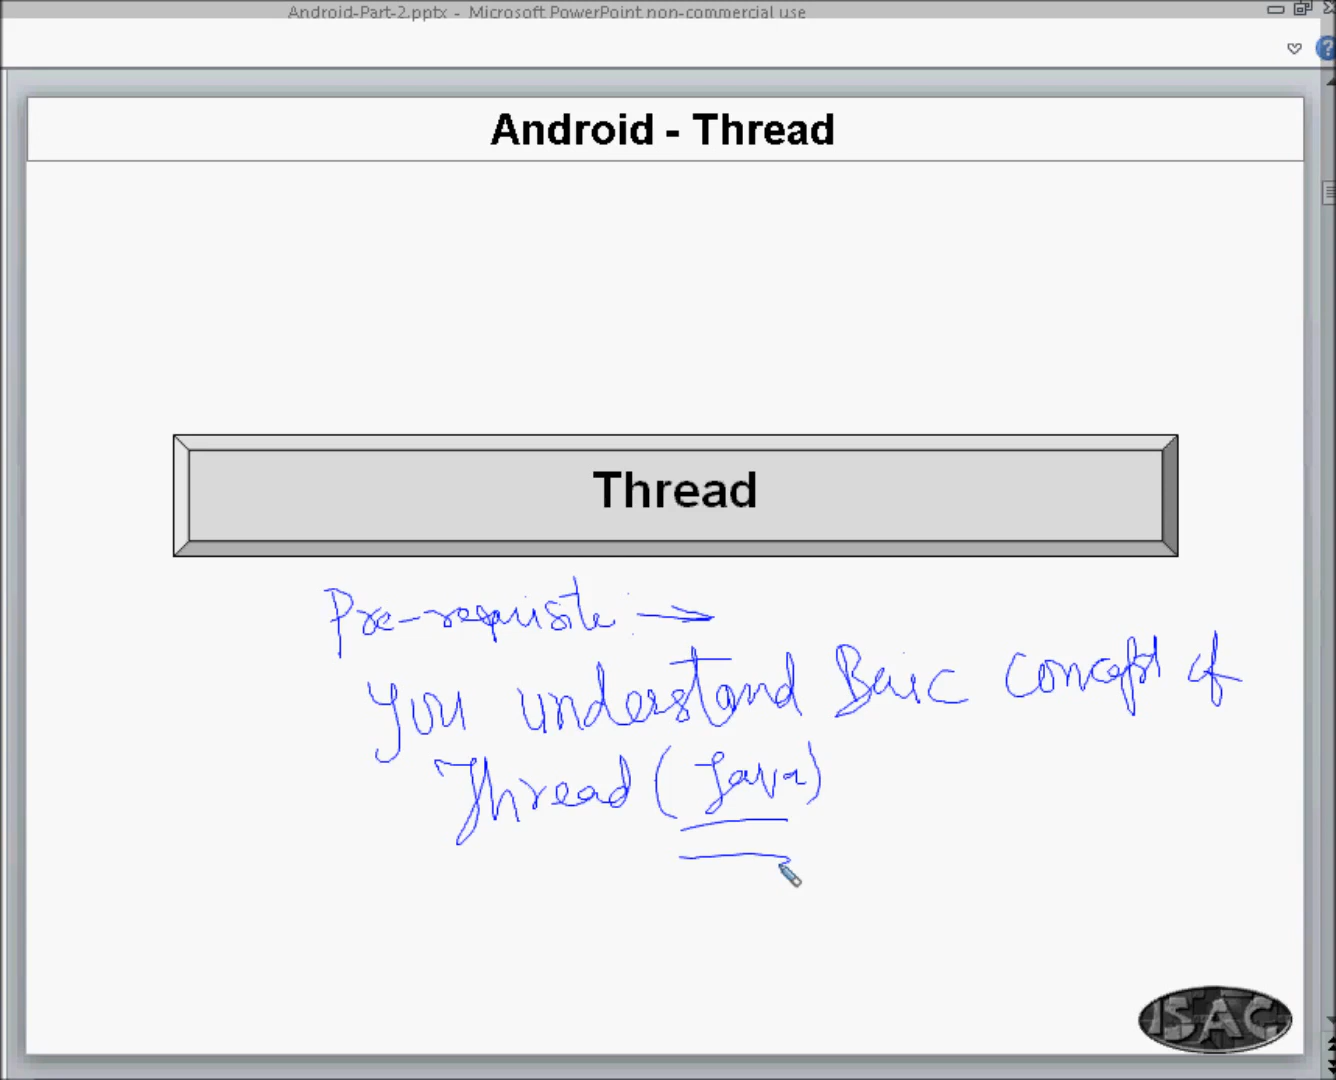 Android-Part-2.pptx - Microsoft PowerPoint non-commercial use
Android - Thread
Thread
Pre-requisite :
you understand Basic concept of
Thread (Java)
ISAC